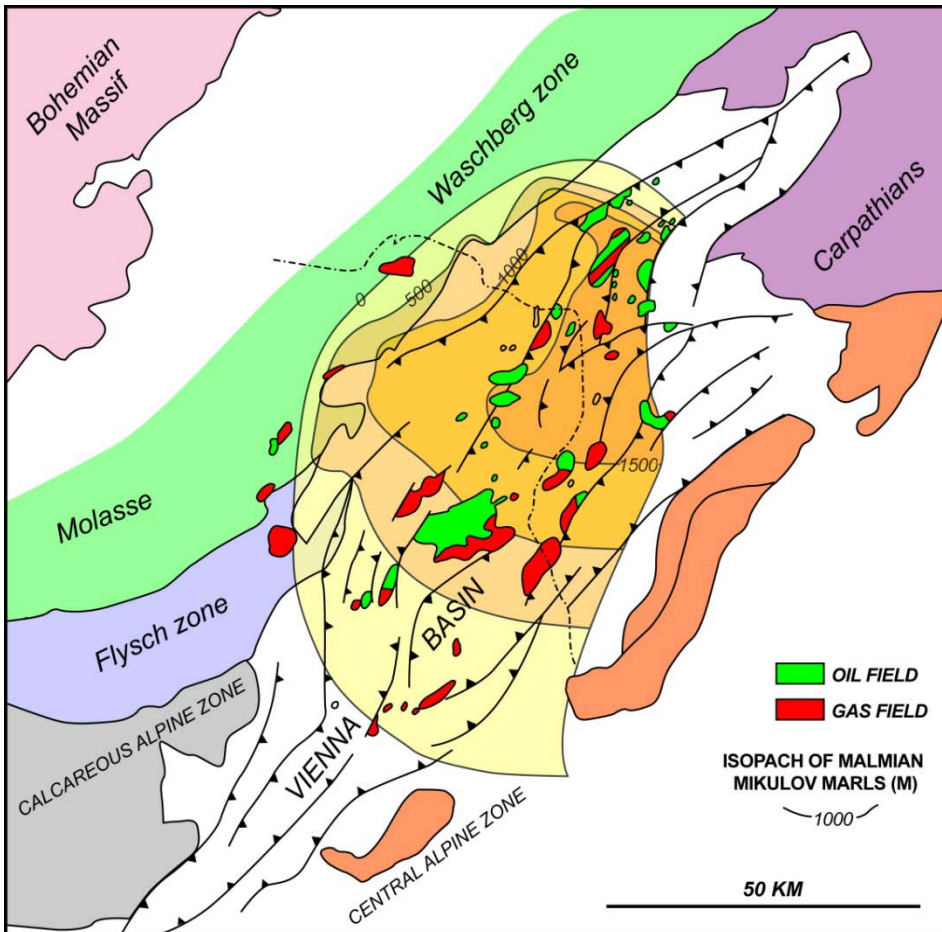 Bohemian
Massif
Waschberg zone
Carpathians
0
500
1000
1500
Molasse
Flysch zone
CALCAREOUS ALPINE ZONE
VIENNA
BASIN
CENTRAL ALPINE ZONE
OIL FIELD
GAS FIELD
ISOPACH OF MALMIAN
MIKULOV MARLS (M)
1000
50 KM